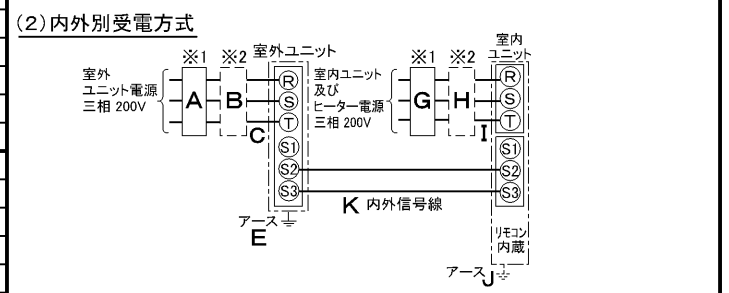 (2)内外別受電方式
※1 ※2 室外ユニット
室外
ユニット電源
三相 200V
A
B
C
R
S
T
S1
S2
S3
アース
E
室内ユニット
及び
ヒーター電源
三相 200V
※1 ※2
G
H
I
室内
ユニット
R
S
T
S1
S2
S3
K 内外信号線
リモコン
内蔵
アース J